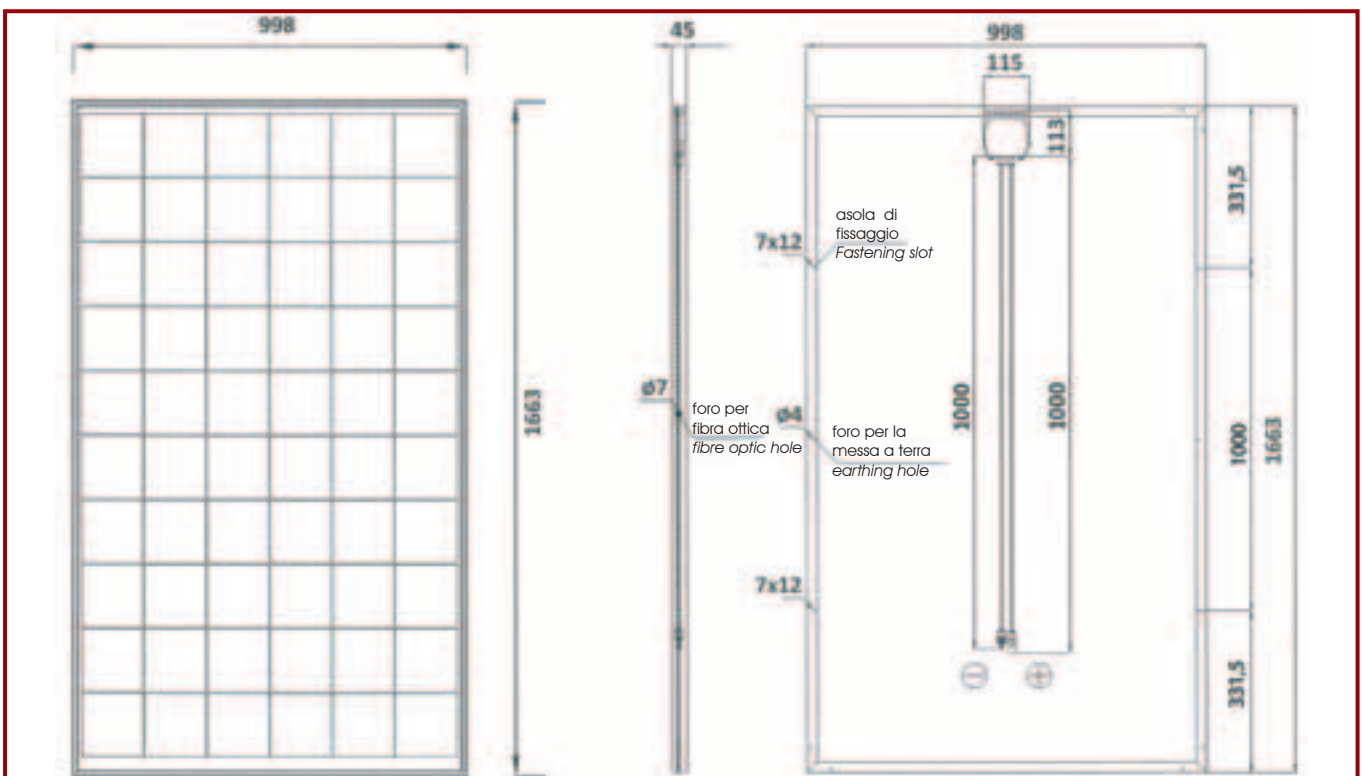 998
1663
45
ø7
foro per
fibra ottica
fibre optic hole
998
115
113
7x12
asola di
fissaggio
Fastening slot
ø4
foro per la
messa a terra
earthing hole
7x12
1000
1000
331,5
1000
331,5
1663
− +